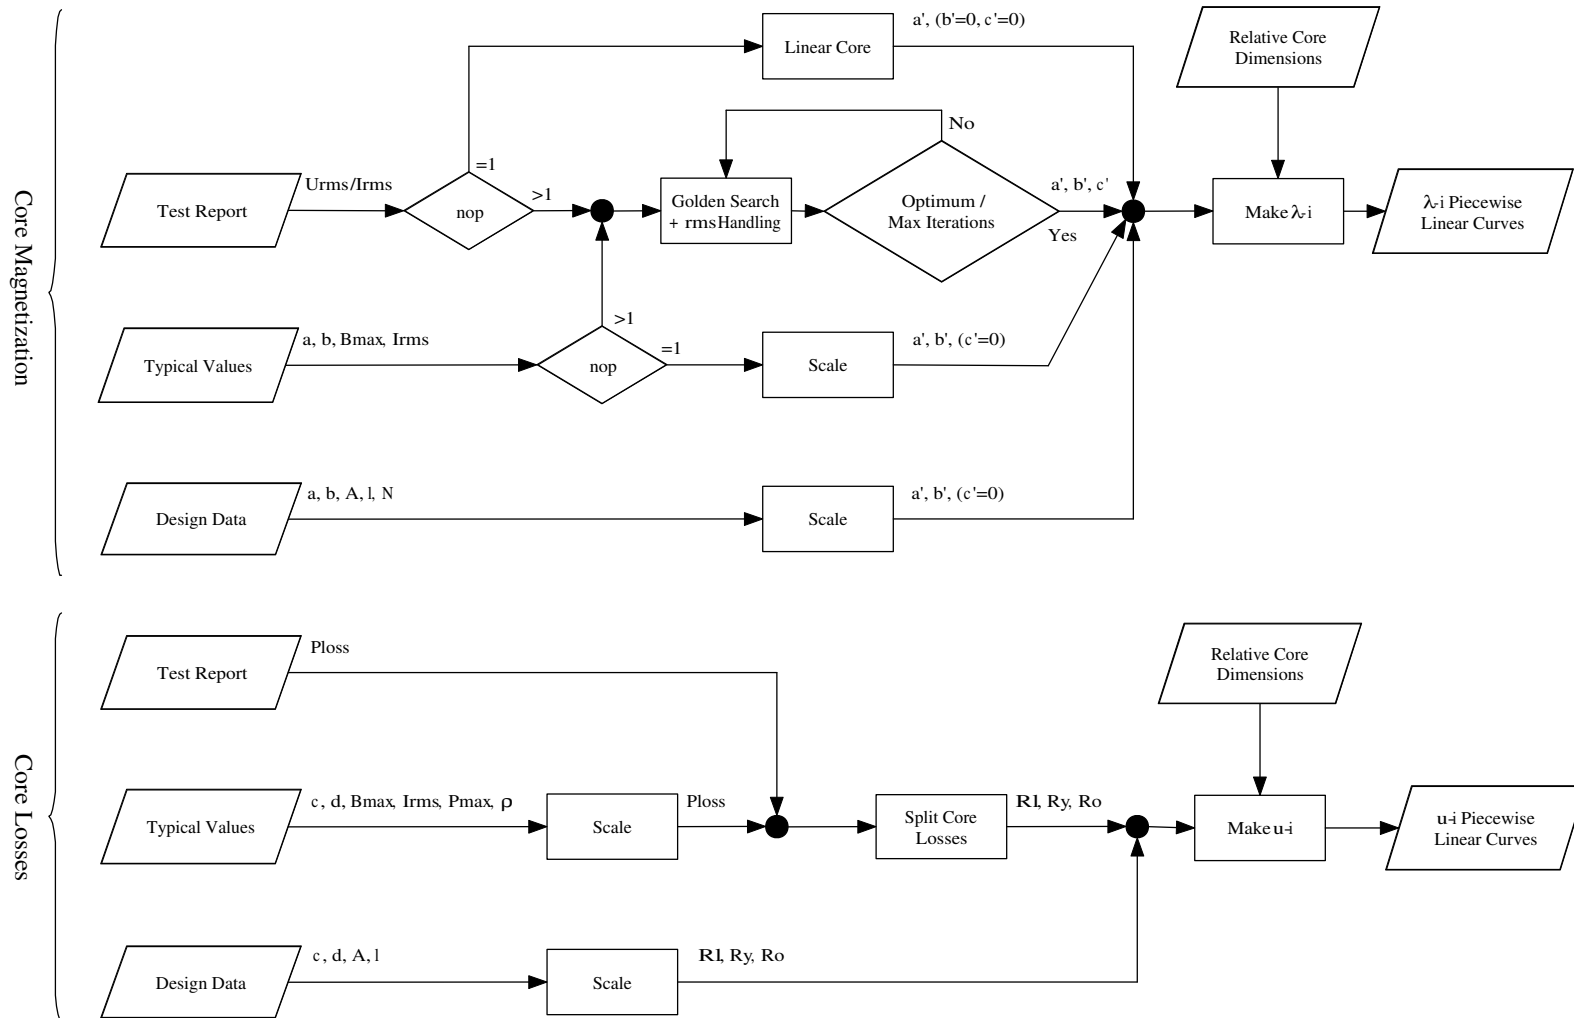 Core Magnetization
a', (b'=0, c'=0)
Linear Core
Relative Core
Dimensions
No
=1
Urms/Irms
Test Report
nop
>1
Golden Search
+ rms Handling
Optimum /
Max Iterations
a', b', c'
Yes
Make λ-i
λ-i Piecewise
Linear Curves
>1
a, b, Bmax, Irms
Typical Values
nop
=1
Scale
a', b', (c'=0)
a, b, A, l, N
Design Data
Scale
a', b', (c'=0)
Core Losses
Ploss
Test Report
Relative Core
Dimensions
c, d, Bmax, Irms, Pmax, ρ
Typical Values
Scale
Ploss
Split Core
Losses
Rl, Ry, Ro
Make u-i
u-i Piecewise
Linear Curves
c, d, A, l
Design Data
Scale
Rl, Ry, Ro